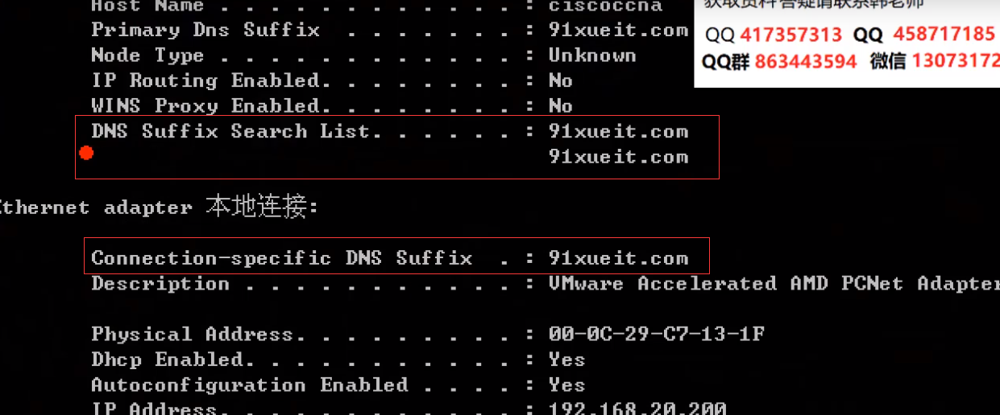 Host Name . . . . . . . . . . . . : ciscoccna
获取资料答疑请联系韩老师
Primary Dns Suffix  . . . . . . . : 91xueit.com
QQ 417357313 QQ 458717185
Node Type . . . . . . . . . . . . : Unknown
QQ群 863443594 微信 13073172
IP Routing Enabled. . . . . . . . : No
WINS Proxy Enabled. . . . . . . . : No
DNS Suffix Search List. . . . . . : 91xueit.com
91xueit.com
Ethernet adapter 本地连接:
Connection-specific DNS Suffix  . : 91xueit.com
Description . . . . . . . . . . . : VMware Accelerated AMD PCNet Adapter
Physical Address. . . . . . . . . : 00-0C-29-C7-13-1F
Dhcp Enabled. . . . . . . . . . . : Yes
Autoconfiguration Enabled . . . . : Yes
IP Address. . . . . . . . . . . . : 192.168.20.200